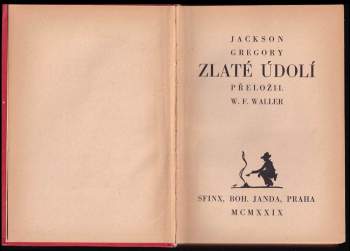 JACKSON
GREGORY
ZLATÉ ÚDOLÍ
PŘELOŽIL
W. F. WALLER
SFINX, BOH. JANDA, PRAHA
MCMXXIX